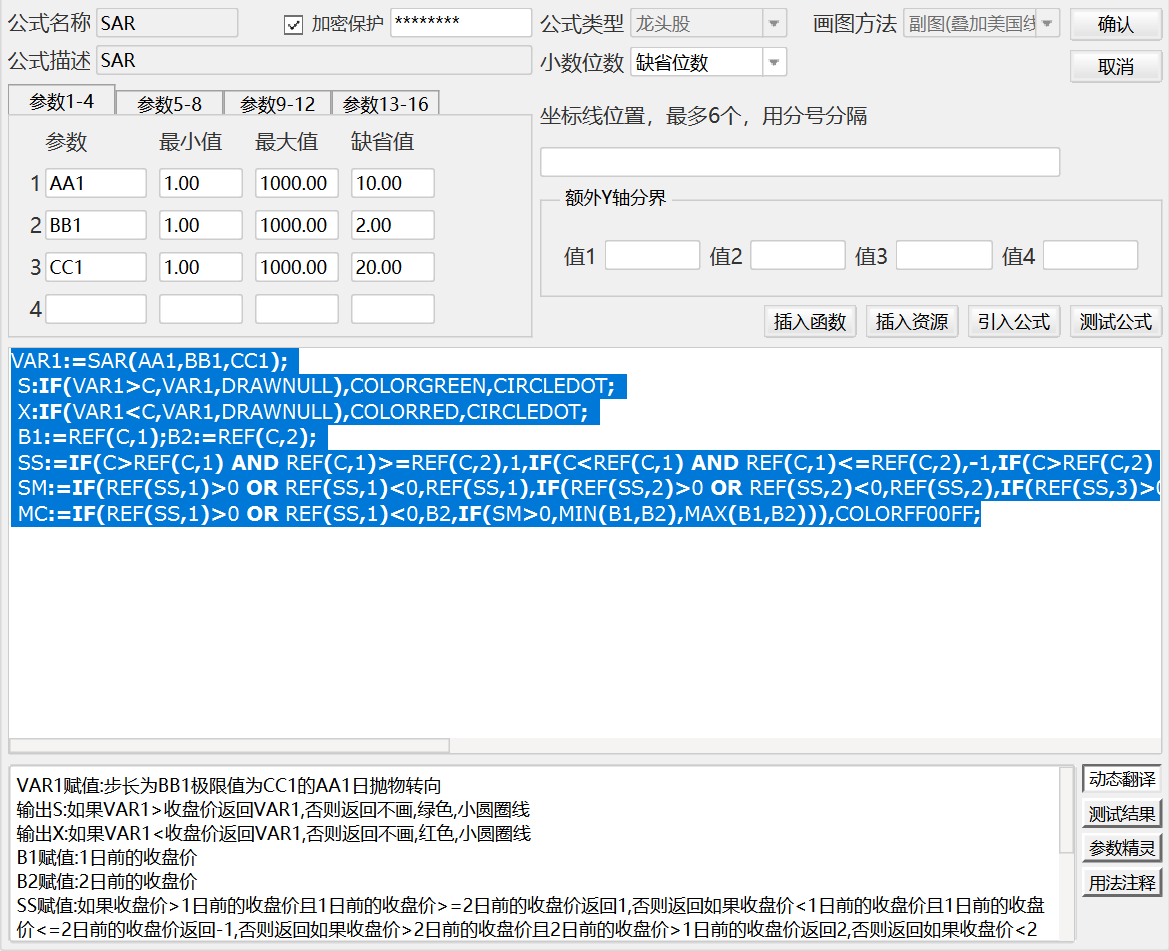 公式名称 SAR 加密保护 ******** 公式类型 龙头股 画图方法 副图(叠加美国线 确认
公式描述 SAR 小数位数 缺省位数 取消
参数1-4 参数5-8 参数9-12 参数13-16
坐标线位置，最多6个，用分号分隔
参数 最小值 最大值 缺省值
1 AA1 1.00 1000.00 10.00
2 BB1 1.00 1000.00 2.00
3 CC1 1.00 1000.00 20.00
4
额外Y轴分界
值1 值2 值3 值4
插入函数 插入资源 引入公式 测试公式
VAR1:=SAR(AA1,BB1,CC1);
S:IF(VAR1>C,VAR1,DRAWNULL),COLORGREEN,CIRCLEDOT;
X:IF(VAR1<C,VAR1,DRAWNULL),COLORRED,CIRCLEDOT;
B1:=REF(C,1);B2:=REF(C,2);
SS:=IF(C>REF(C,1) AND REF(C,1)>=REF(C,2),1,IF(C<REF(C,1) AND REF(C,1)<=REF(C,2),-1,IF(C>REF(C,2)
SM:=IF(REF(SS,1)>0 OR REF(SS,1)<0,REF(SS,1),IF(REF(SS,2)>0 OR REF(SS,2)<0,REF(SS,2),IF(REF(SS,3)>0
MC:=IF(REF(SS,1)>0 OR REF(SS,1)<0,B2,IF(SM>0,MIN(B1,B2),MAX(B1,B2))),COLORFF00FF;
VAR1赋值:步长为BB1极限值为CC1的AA1日抛物转向
输出S:如果VAR1>收盘价返回VAR1,否则返回不画,绿色,小圆圈线
输出X:如果VAR1<收盘价返回VAR1,否则返回不画,红色,小圆圈线
B1赋值:1日前的收盘价
B2赋值:2日前的收盘价
SS赋值:如果收盘价>1日前的收盘价且1日前的收盘价>=2日前的收盘价返回1,否则返回如果收盘价<1日前的收盘价且1日前的收盘
价<=2日前的收盘价返回-1,否则返回如果收盘价>2日前的收盘价且2日前的收盘价>1日前的收盘价返回2,否则返回如果收盘价<2
动态翻译
测试结果
参数精灵
用法注释